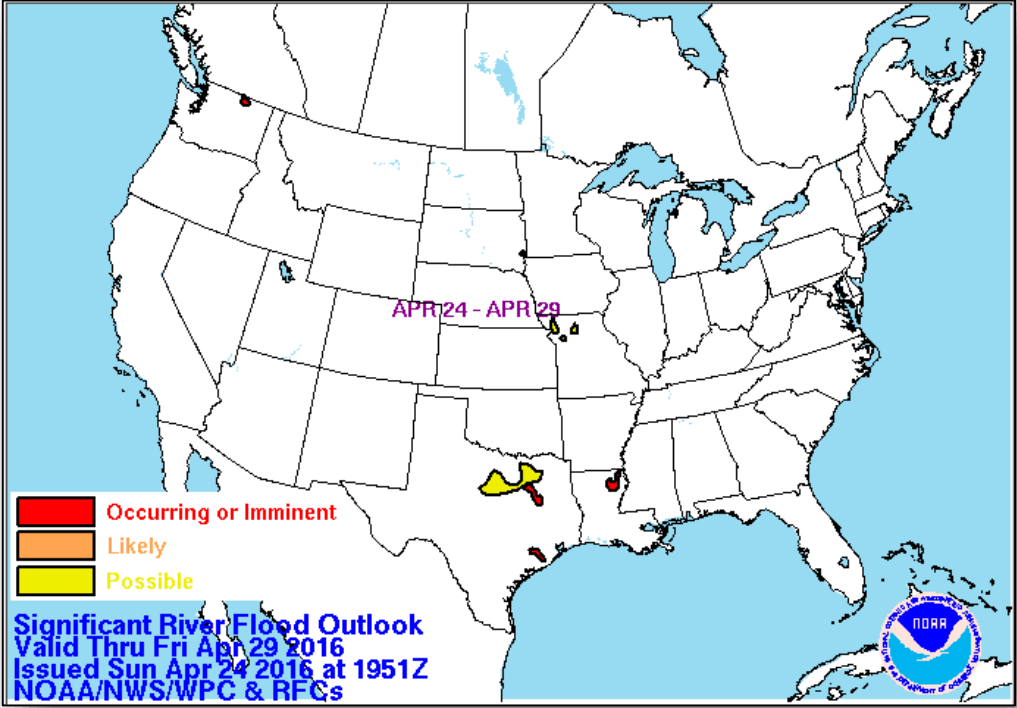 APR 24 - APR 29
Occurring or Imminent
Likely
Possible
Significant River Flood Outlook
Valid Thru Fri Apr 29 2016
Issued Sun Apr 24 2016 at 1951Z
NOAA/NWS/WPC & RFCs
NOAA